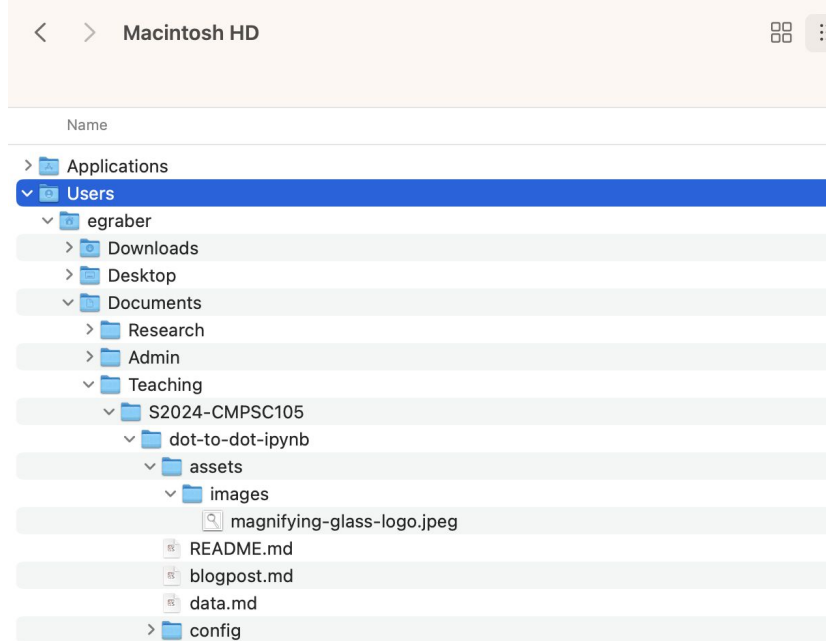 Macintosh HD
Name
Applications
Users
egraber
Downloads
Desktop
Documents
Research
Admin
Teaching
S2024-CMPSC105
dot-to-dot-ipynb
assets
images
magnifying-glass-logo.jpeg
README.md
blogpost.md
data.md
config